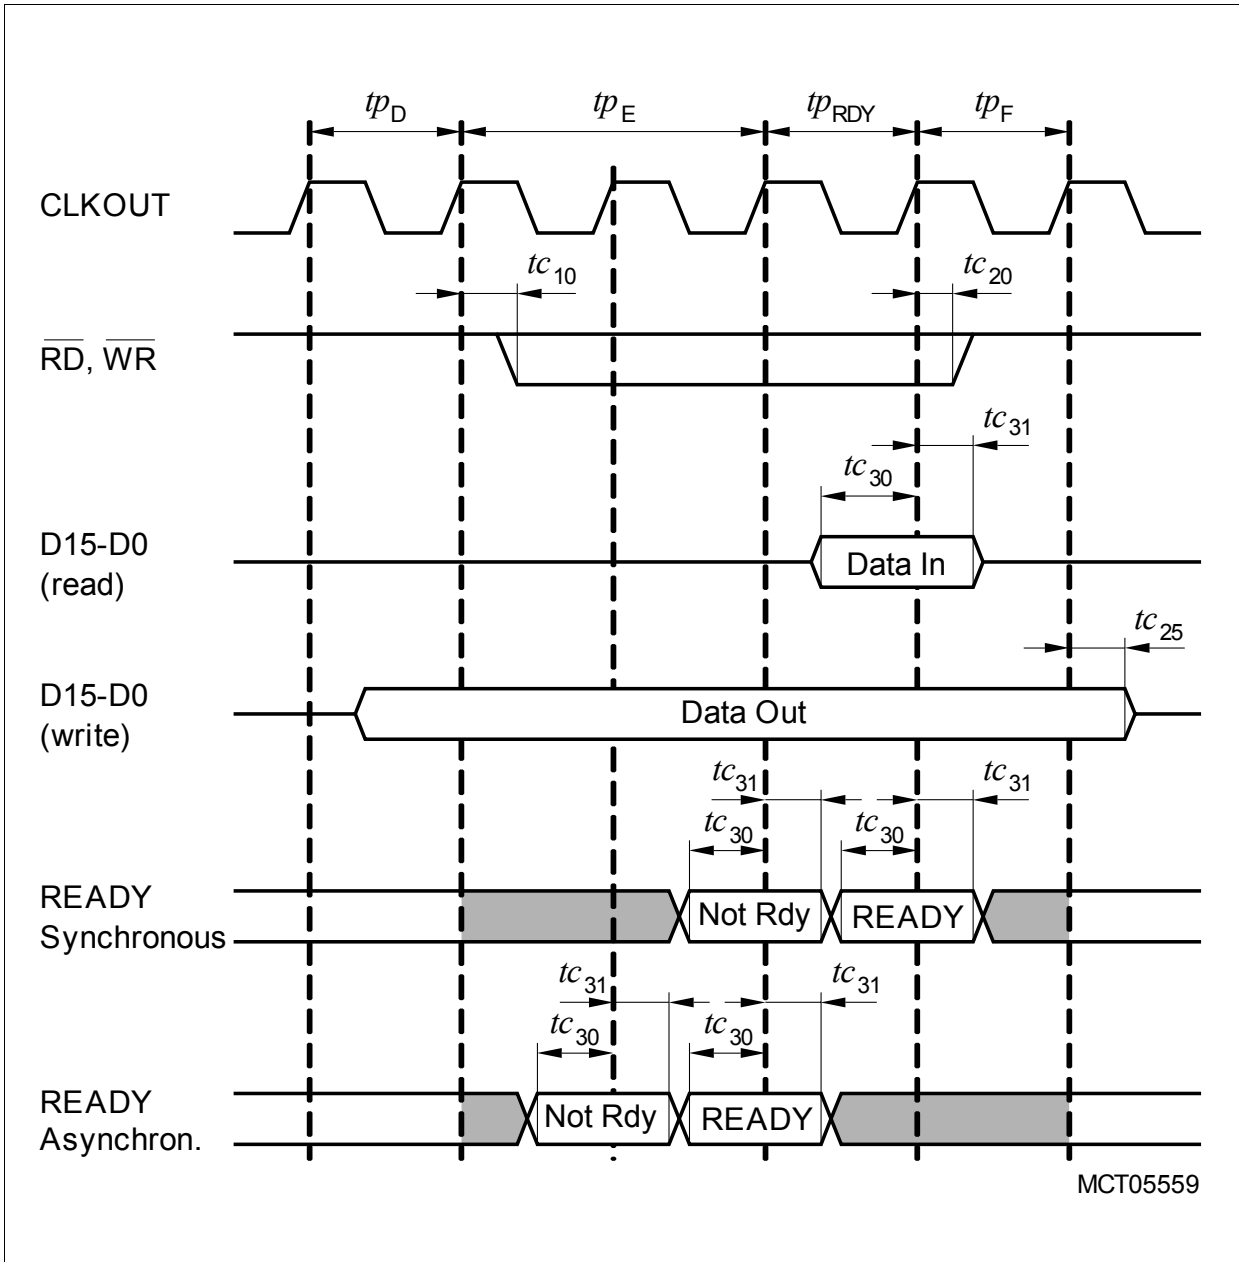 tpD tpE tpRDY tpF
CLKOUT
tc10 tc20
RD, WR
tc31
tc30
D15-D0
(read)
Data In
tc25
D15-D0
(write)
Data Out
tc31 tc31
tc30 tc30
READY
Synchronous
Not Rdy READY
tc31 tc31
tc30 tc30
READY
Asynchron.
Not Rdy READY
MCT05559